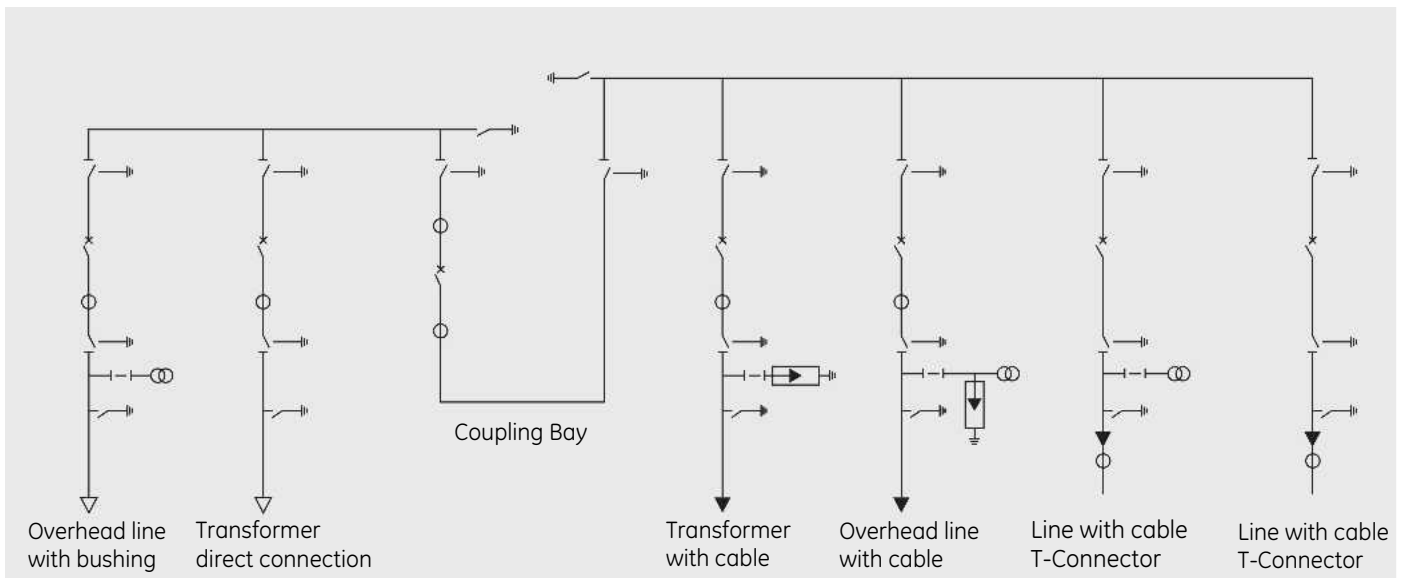 Coupling Bay
Overhead line
with bushing
Transformer
direct connection
Transformer
with cable
Overhead line
with cable
Line with cable
T-Connector
Line with cable
T-Connector